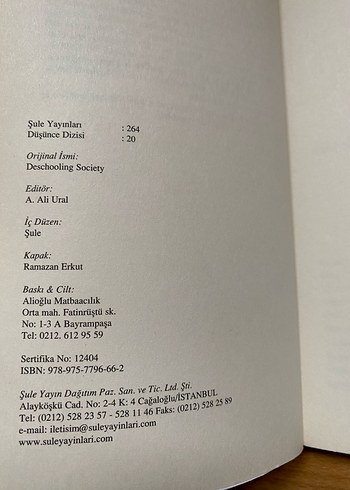 Şule Yayınları : 264
Düşünce Dizisi : 20
Orijinal İsmi:
Deschooling Society
Editör:
A. Ali Ural
İç Düzen:
Şule
Kapak:
Ramazan Erkut
Baskı & Cilt:
Alioğlu Matbaacılık
Orta mah. Fatinrüştü sk.
No: 1-3 A Bayrampaşa
Tel: 0212. 612 95 59
Sertifika No: 12404
ISBN: 978-975-7796-66-2
Şule Yayın Dağıtım Paz. San. ve Tic. Ltd. Şti.
Alayköşkü Cad. No: 2-4 K: 4 Cağaloğlu/İSTANBUL
Tel: (0212) 528 23 57 - 528 11 46 Faks: (0212) 528 25 89
e-mail: iletisim@suleyayinlari.com
www.suleyayinlari.com